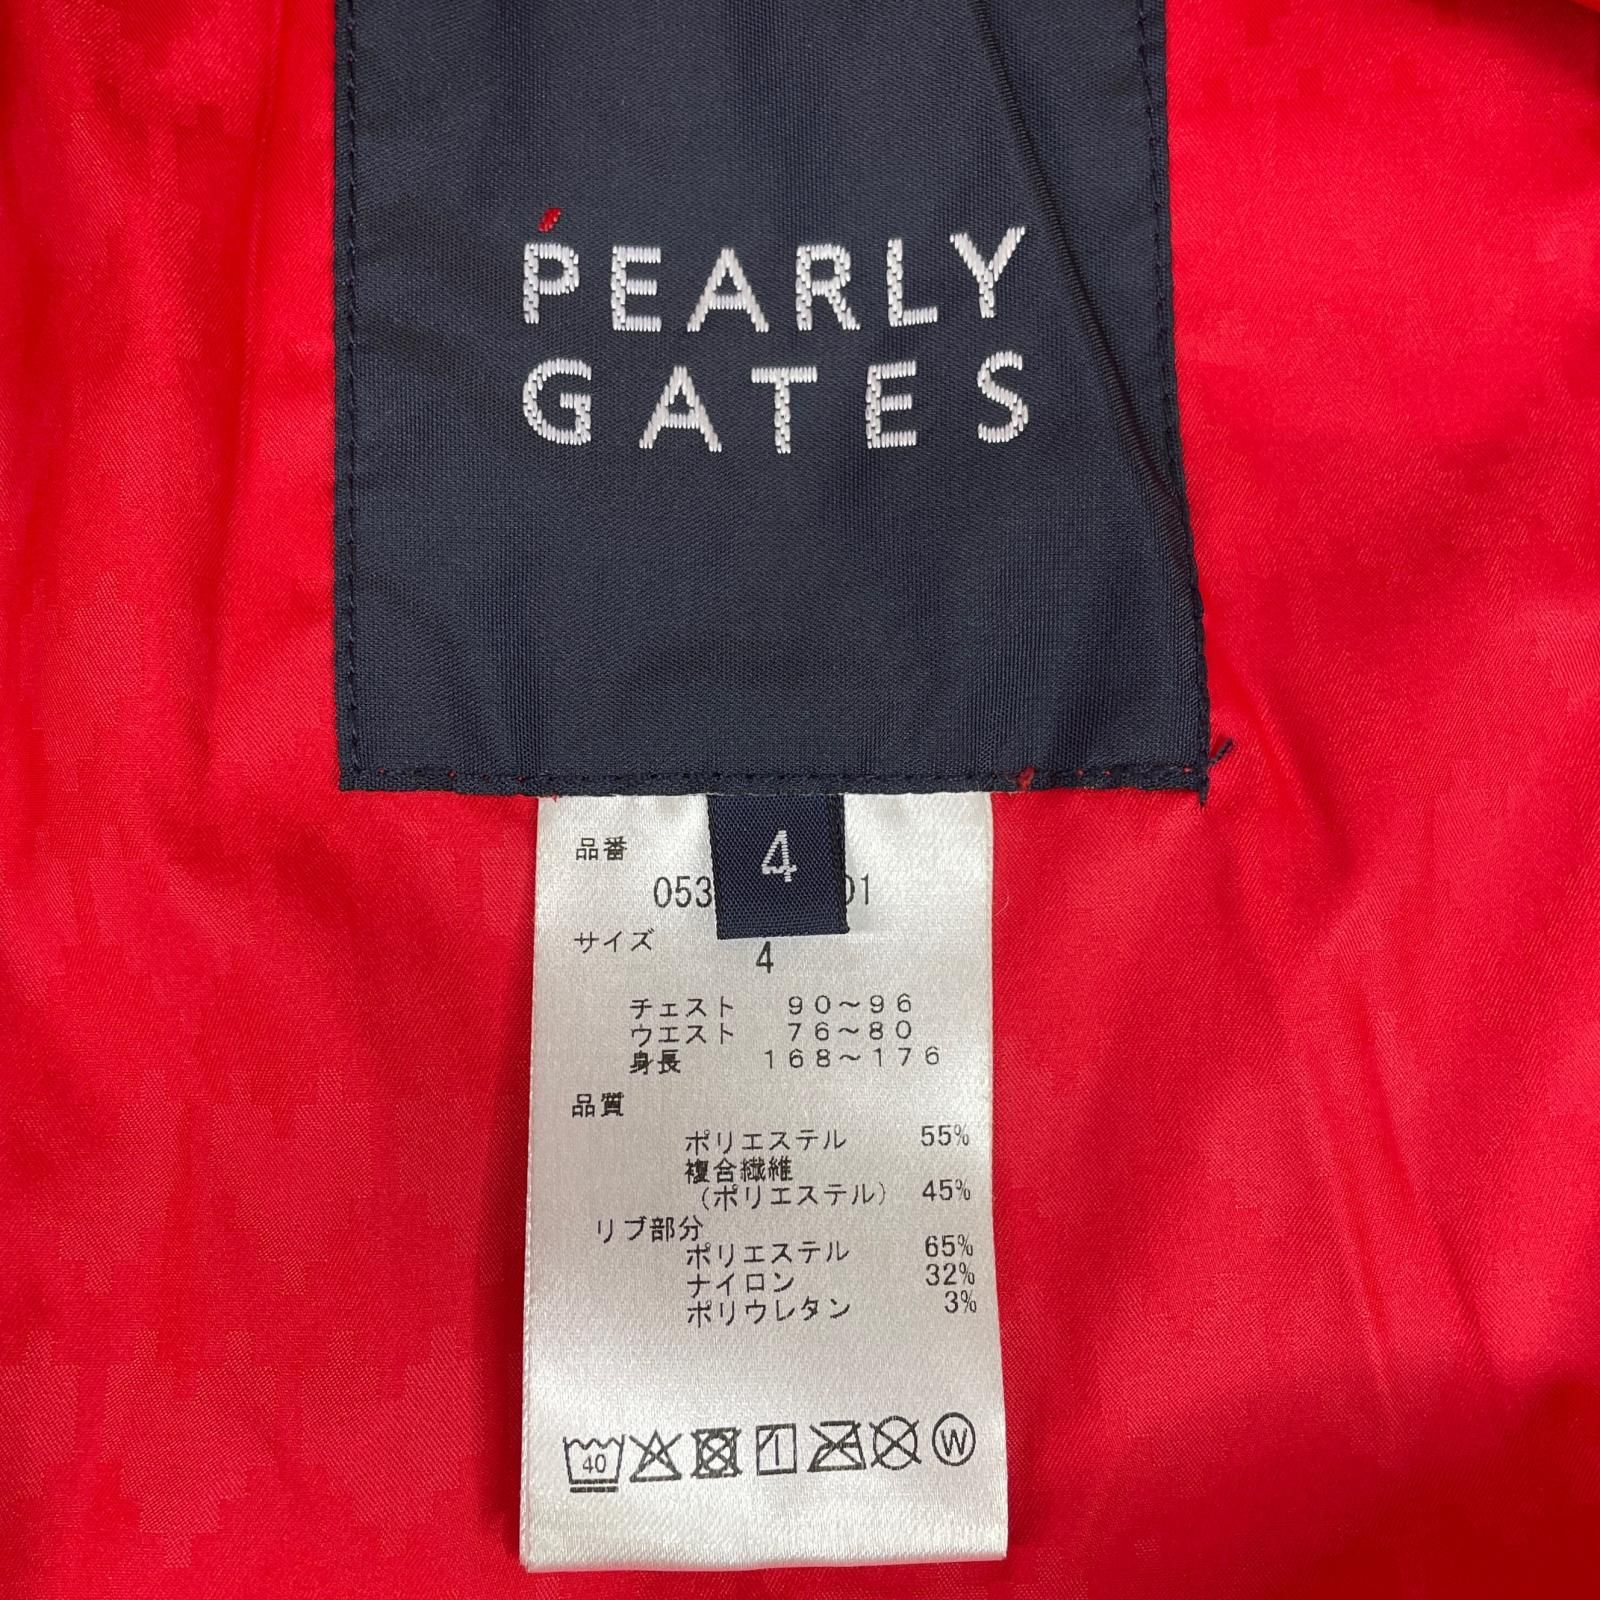 PEARLY
GATES
4
品番
053 01
サイズ
4
チェスト 90～96
ウエスト 76～80
身長 168～176
品質
ポリエステル 55%
複合繊維
(ポリエステル) 45%
リブ部分
ポリエステル 65%
ナイロン 32%
ポリウレタン 3%
40
W